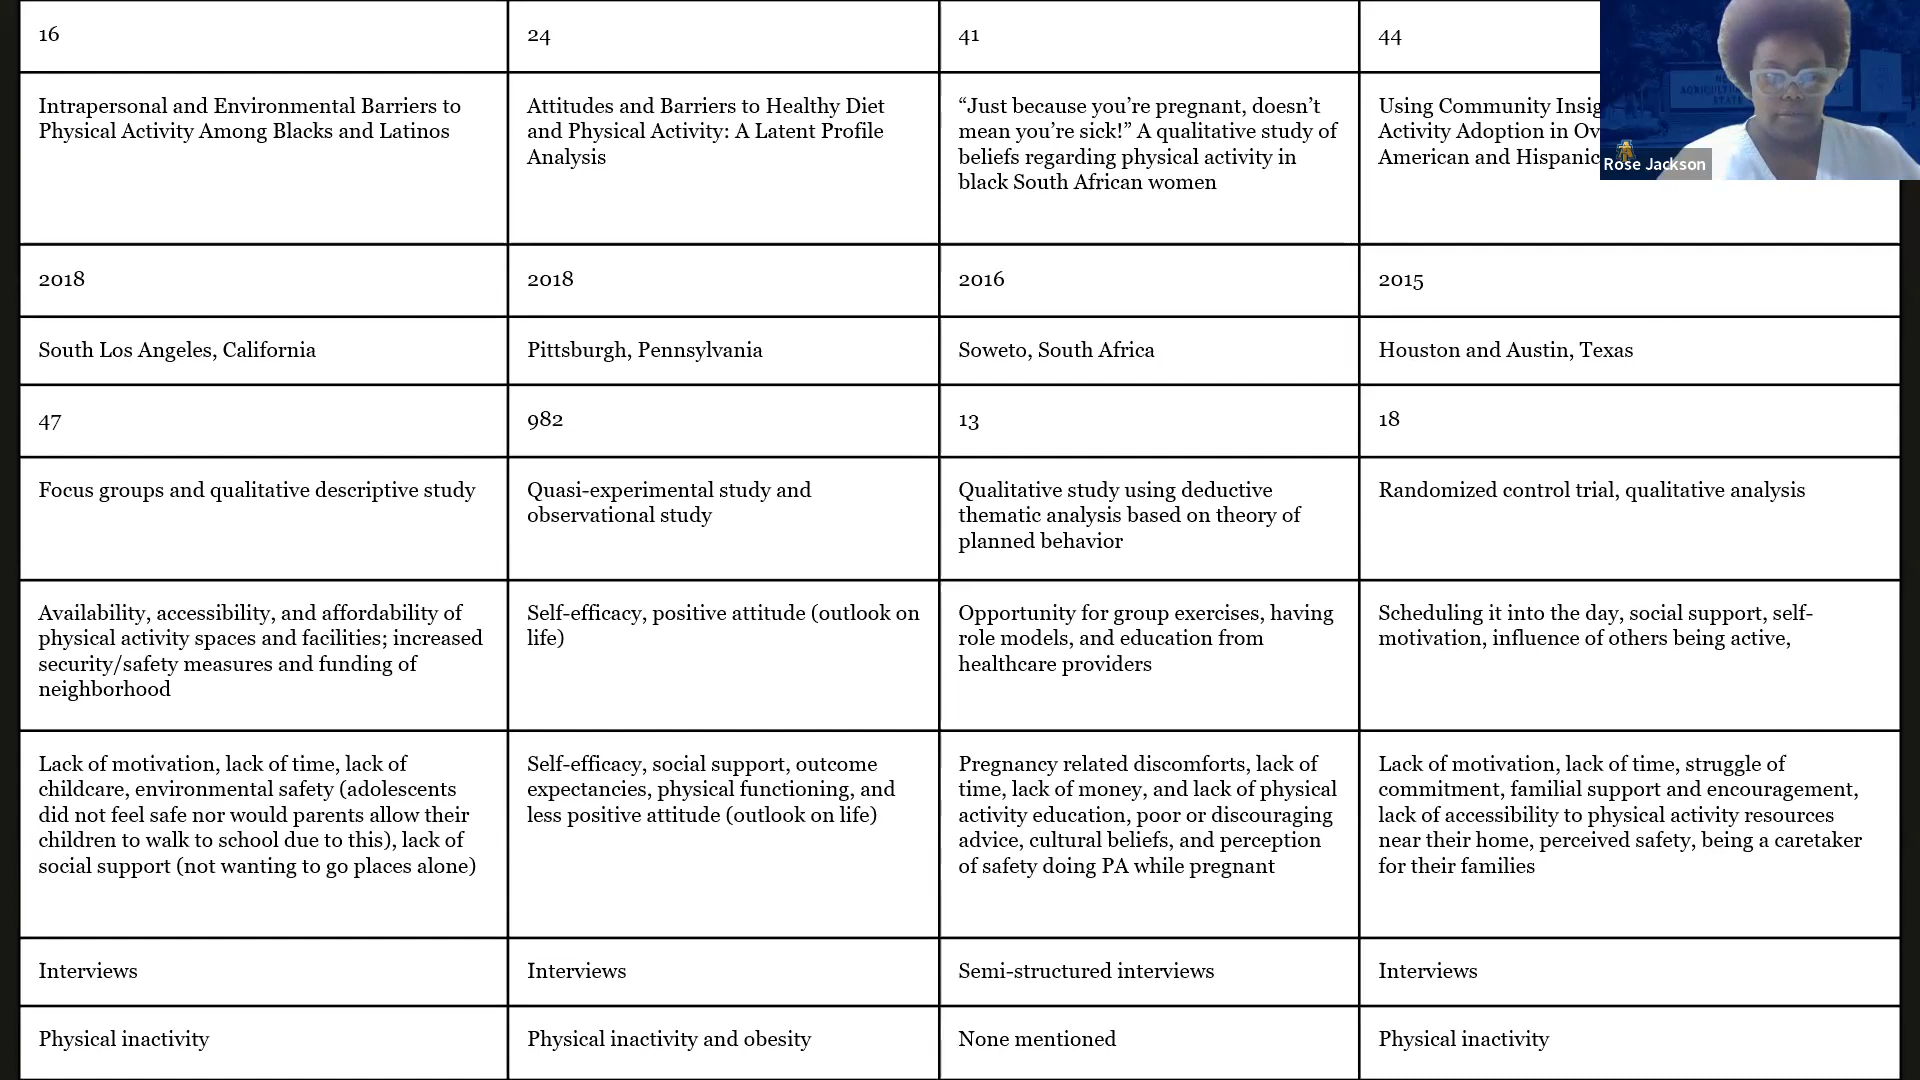 16
24
41
44
Intrapersonal and Environmental Barriers to
Physical Activity Among Blacks and Latinos
Attitudes and Barriers to Healthy Diet
and Physical Activity: A Latent Profile
Analysis
“Just because you’re pregnant, doesn’t
mean you’re sick!” A qualitative study of
beliefs regarding physical activity in
black South African women
Using Community
Activity Adoption in
American and Hispanic
Rose Jackson
2018
2018
2016
2015
South Los Angeles, California
Pittsburgh, Pennsylvania
Soweto, South Africa
Houston and Austin, Texas
47
982
13
18
Focus groups and qualitative descriptive study
Quasi-experimental study and
observational study
Qualitative study using deductive
thematic analysis based on theory of
planned behavior
Randomized control trial, qualitative analysis
Availability, accessibility, and affordability of
physical activity spaces and facilities; increased
security/safety measures and funding of
neighborhood
Self-efficacy, positive attitude (outlook on
life)
Opportunity for group exercises, having
role models, and education from
healthcare providers
Scheduling it into the day, social support, self-
motivation, influence of others being active,
Lack of motivation, lack of time, lack of
childcare, environmental safety (adolescents
did not feel safe nor would parents allow their
children to walk to school due to this), lack of
social support (not wanting to go places alone)
Self-efficacy, social support, outcome
expectancies, physical functioning, and
less positive attitude (outlook on life)
Pregnancy related discomforts, lack of
time, lack of money, and lack of physical
activity education, poor or discouraging
advice, cultural beliefs, and perception
of safety doing PA while pregnant
Lack of motivation, lack of time, struggle of
commitment, familial support and encouragement,
lack of accessibility to physical activity resources
near their home, perceived safety, being a caretaker
for their families
Interviews
Interviews
Semi-structured interviews
Interviews
Physical inactivity
Physical inactivity and obesity
None mentioned
Physical inactivity